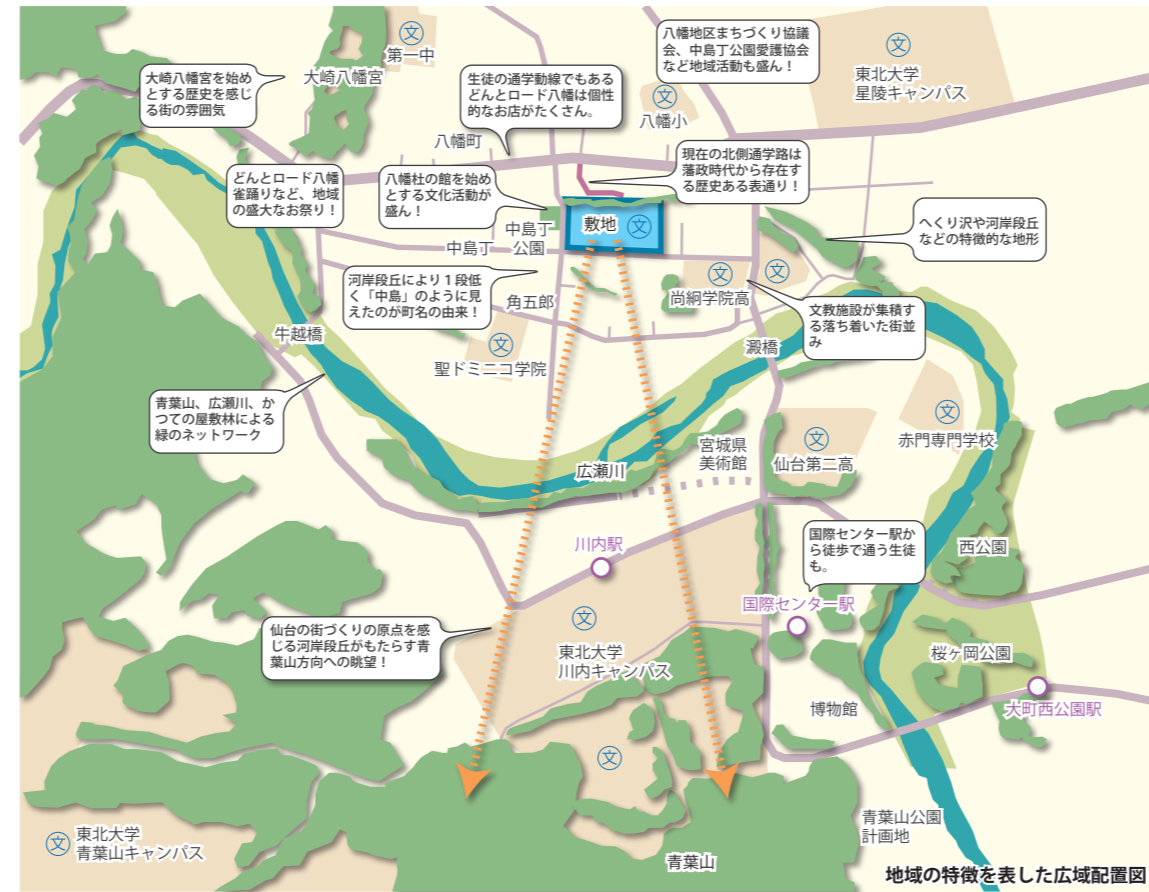 文
第一中
大崎八幡宮
大崎八幡宮を始め
とする歴史を感じ
る街の雰囲気
生徒の通学動線でもある
どんとロード八幡は個性
的なお店がたくさん。
八幡地区まちづくり協議
会、中島丁公園愛護協会
など地域活動も盛ん！
文
東北大学
星陵キャンパス
文
八幡小
八幡町
現在の北側通学路は
藩政時代から存在す
る歴史ある表通り！
どんとロード八幡
雀踊りなど、地域
の盛大なお祭り！
八幡杜の館を始め
とする文化活動が
盛ん！
中島丁
公園
敷地
文
中島丁
へくり沢や河岸段丘
などの特徴的な地形
河岸段丘により１段低
く「中島」のように見
えたのが町名の由来！
角五郎
文
文
尚絅学院高
文教施設が集積す
る落ち着いた街並
み
牛越橋
文
聖ドミニコ学院
澱橋
青葉山、広瀬川、か
つての屋敷林による
緑のネットワーク
文
赤門専門学校
宮城県
美術館
文
仙台第二高
広瀬川
川内駅
国際センター駅か
ら徒歩で通う生徒
も。
西公園
国際センター駅
文
東北大学
川内キャンパス
仙台の街づくりの原点を感
じる河岸段丘がもたらす青
葉山方向への眺望！
桜ヶ岡公園
大町西公園駅
博物館
文
青葉山公園
計画地
文
東北大学
青葉山キャンパス
青葉山
地域の特徴を表した広域配置図